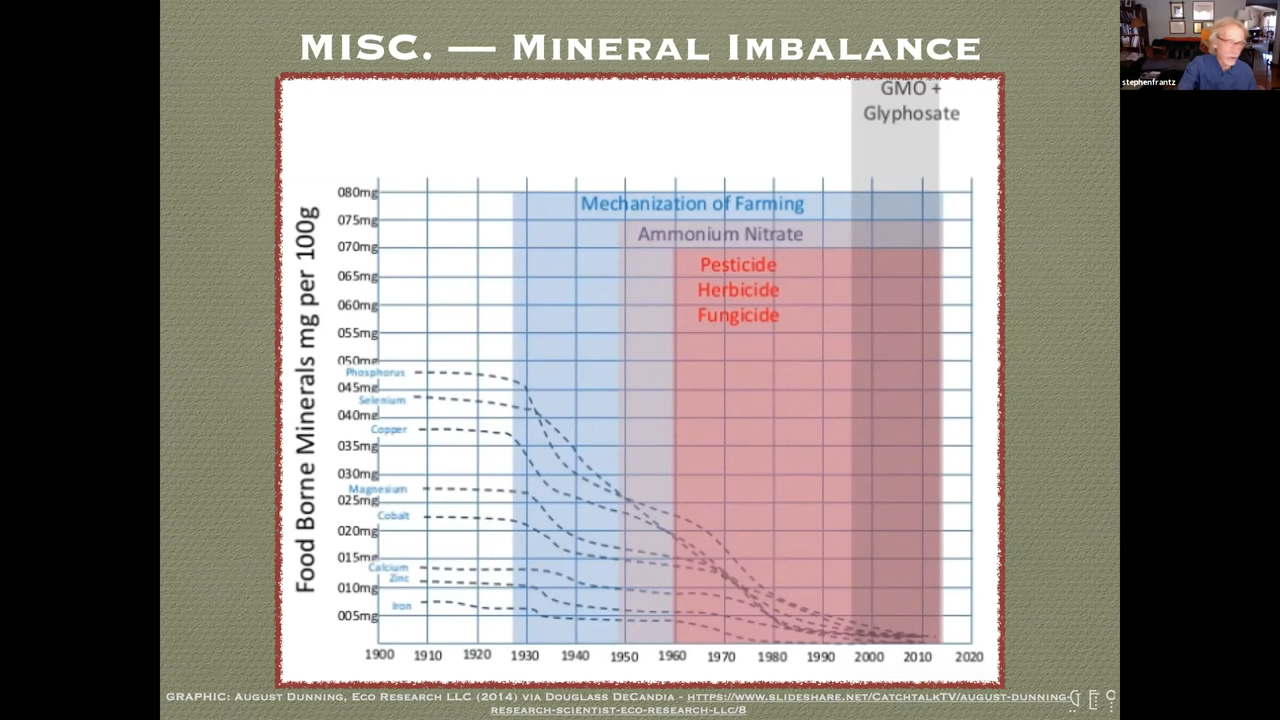 MISC. — Mineral Imbalance
stephenfrantz
GMO +
Glyphosate
Mechanization of Farming
Ammonium Nitrate
Pesticide
Herbicide
Fungicide
Food Borne Minerals mg per 100g
080mg
075mg
070mg
065mg
060mg
055mg
050mg
Phosphorus
045mg
Selenium
040mg
Copper
035mg
030mg
Magnesium
025mg
Cobalt
020mg
015mg
Calcium
Zinc
010mg
Iron
005mg
1900 1910 1920 1930 1940 1950 1960 1970 1980 1990 2000 2010 2020
Graphic: August Dunning, Eco Research LLC (2014) via Douglass DeCandia - https://www.slideshare.net/CatchtalkTV/august-dunning-
research-scientist-eco-research-llc/8